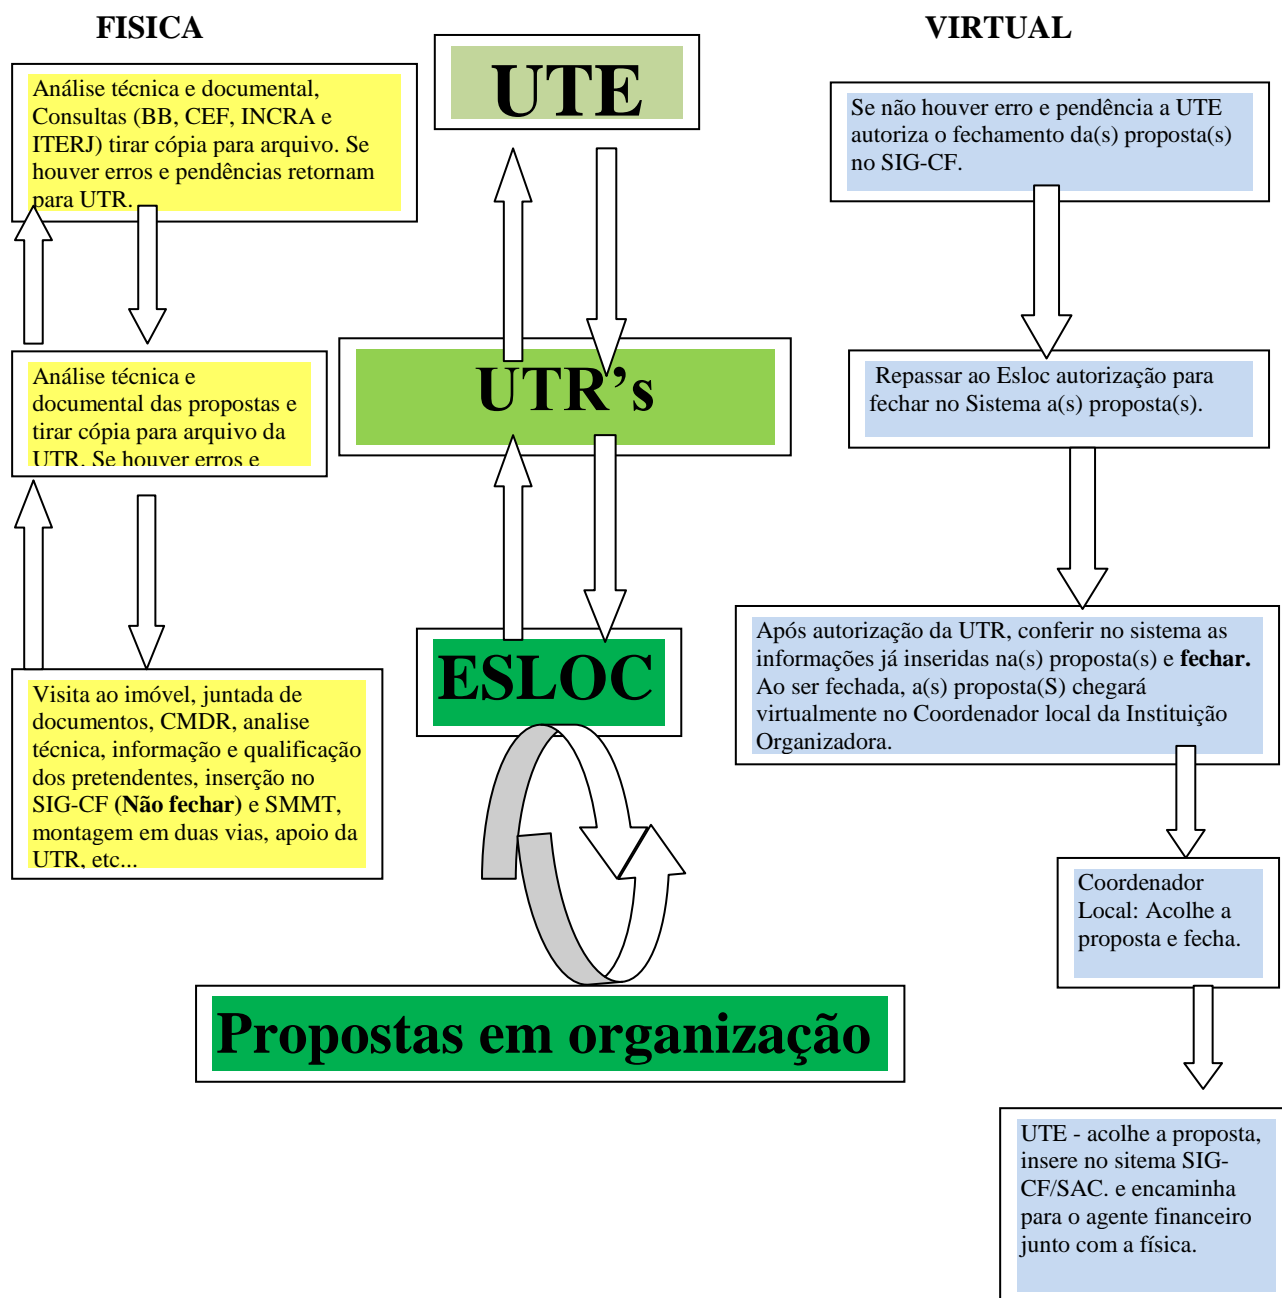 FISICA
VIRTUAL
UTE
Análise técnica e documental,
Consultas (BB, CEF, INCRA e
ITERJ) tirar cópia para arquivo. Se
houver erros e pendências retornam
para UTR.
Se não houver erro e pendência a UTE
autoriza o fechamento da(s) proposta(s)
no SIG-CF.
UTR’s
Análise técnica e
documental das propostas e
tirar cópia para arquivo da
UTR. Se houver erros e
Repassar ao Esloc autorização para
fechar no Sistema a(s) proposta(s).
ESLOC
Visita ao imóvel, juntada de
documentos, CMDR, analise
técnica, informação e qualificação
dos pretendentes, inserção no
SIG-CF (Não fechar) e SMMT,
montagem em duas vias, apoio da
UTR, etc...
Após autorização da UTR, conferir no sistema as
informações já inseridas na(s) proposta(s) e fechar.
Ao ser fechada, a(s) proposta(S) chegará
virtualmente no Coordenador local da Instituição
Organizadora.
Coordenador
Local: Acolhe a
proposta e fecha.
Propostas em organização
UTE - acolhe a proposta,
insere no sitema SIG-
CF/SAC. e encaminha
para o agente financeiro
junto com a física.